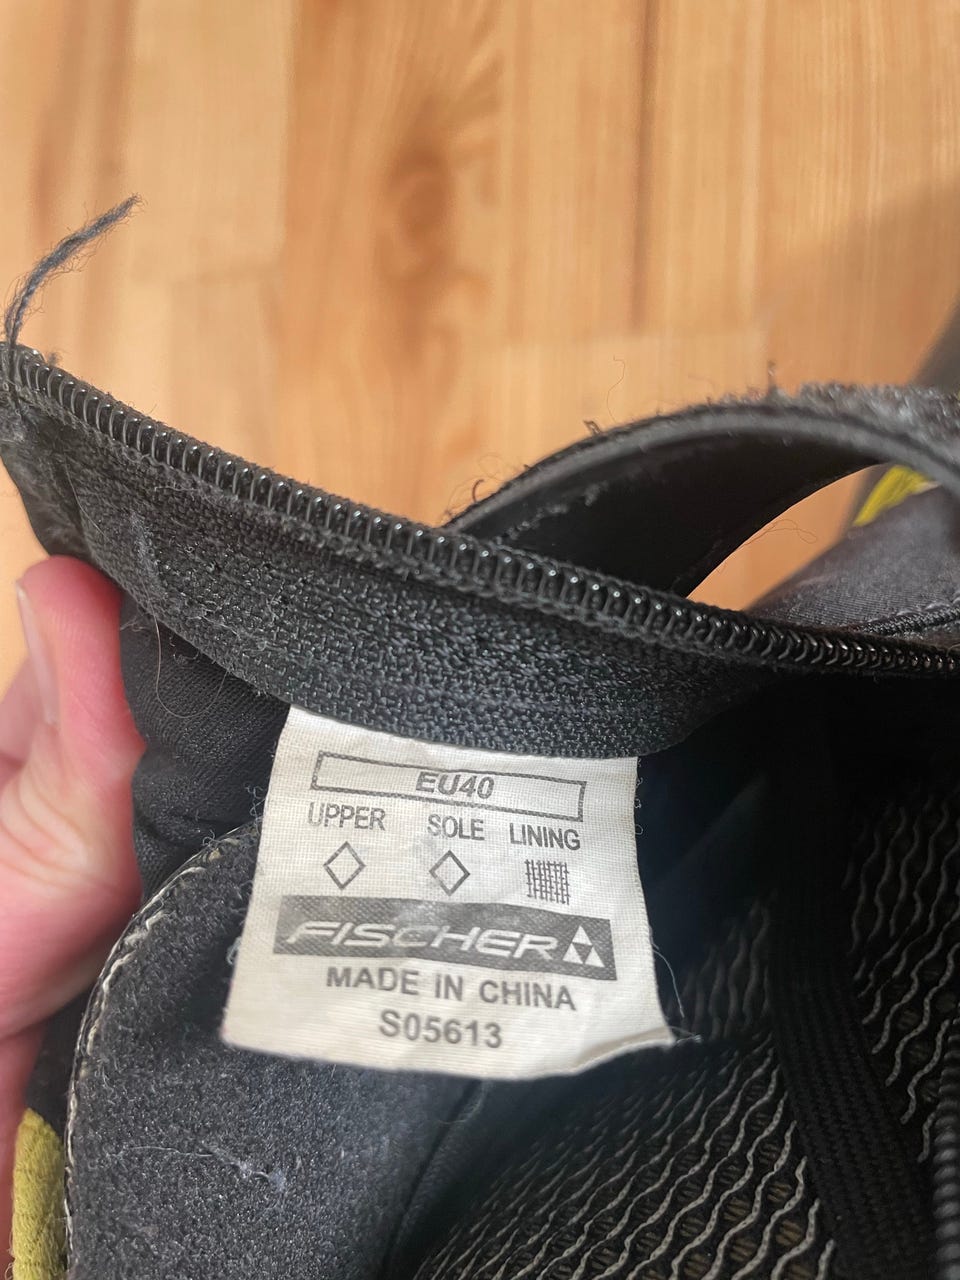 EU40
UPPER SOLE LINING
FISCHER
MADE IN CHINA
S05613